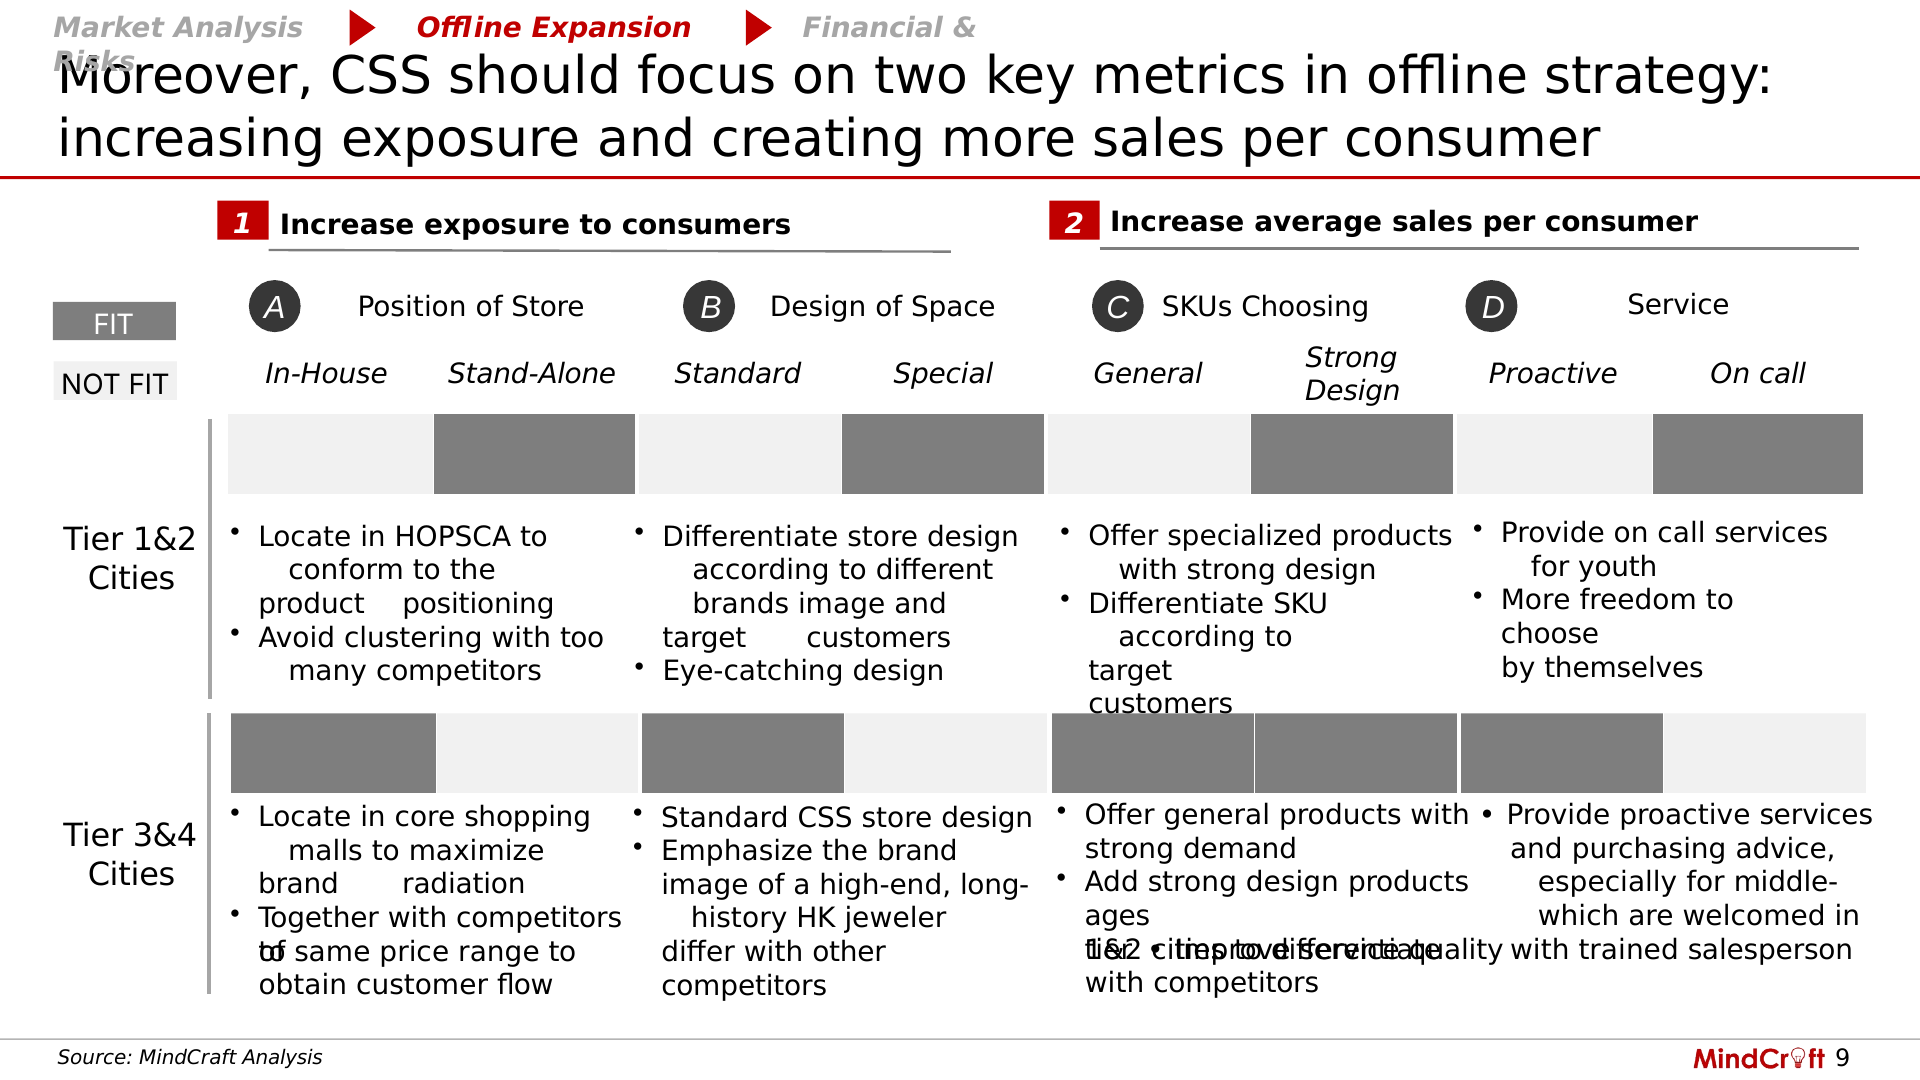 Market Analysis Offline Expansion Financial &
Risks
Moreover, CSS should focus on two key metrics in offline strategy:
increasing exposure and creating more sales per consumer
1 Increase exposure to consumers
2 Increase average sales per consumer
A Position of Store
B Design of Space
C SKUs Choosing
D Service
FIT
NOT FIT
In-House Stand-Alone Standard Special General Strong Design Proactive On call
Tier 1&2
Cities
• Locate in HOPSCA to
conform to the
product positioning
• Avoid clustering with too
many competitors
• Differentiate store design
according to different
brands image and
target customers
• Eye-catching design
• Offer specialized products
with strong design
• Differentiate SKU
according to
target
customers
• Provide on call services
for youth
• More freedom to
choose
by themselves
Tier 3&4
Cities
• Locate in core shopping
malls to maximize
brand radiation
• Together with competitors
of same price range to
obtain customer flow
• Standard CSS store design
• Emphasize the brand
image of a high-end, long-
history HK jeweler
differ with other
competitors
• Offer general products with
strong demand
• Add strong design products
ages
tier 1&2 cities to differentiate
with competitors
• Provide proactive services
and purchasing advice,
especially for middle-
which are welcomed in
• Improve service quality with trained salesperson
Source: MindCraft Analysis
MindCraft 9